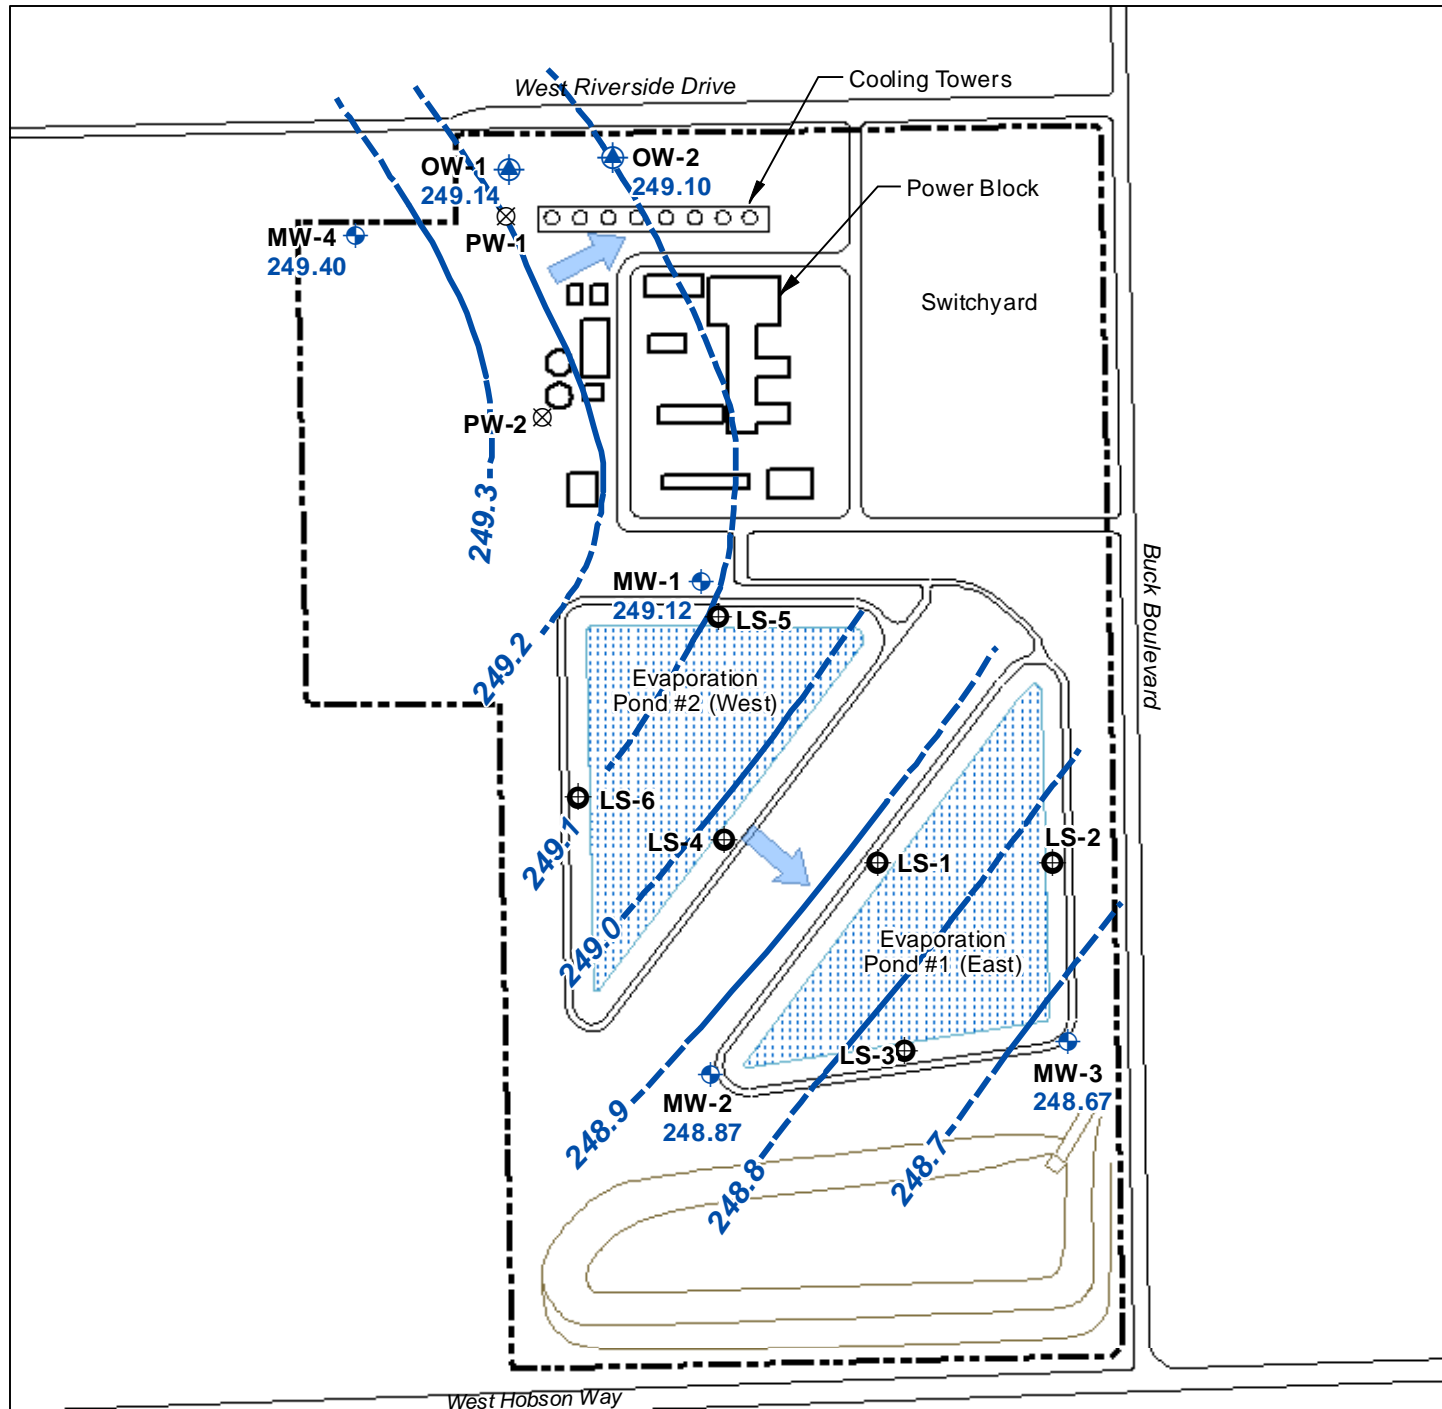 West Riverside Drive
Cooling Towers
OW-1
249.14
OW-2
249.10
Power Block
PW-1
MW-4
249.40
Switchyard
PW-2
249.3
MW-1
249.12
LS-5
Buck Boulevard
249.2
Evaporation
Pond #2 (West)
LS-6
LS-4
LS-2
LS-1
249.1
249.0
Evaporation
Pond #1 (East)
LS-3
MW-2
248.87
MW-3
248.67
248.9
248.8
248.7
West Hobson Way